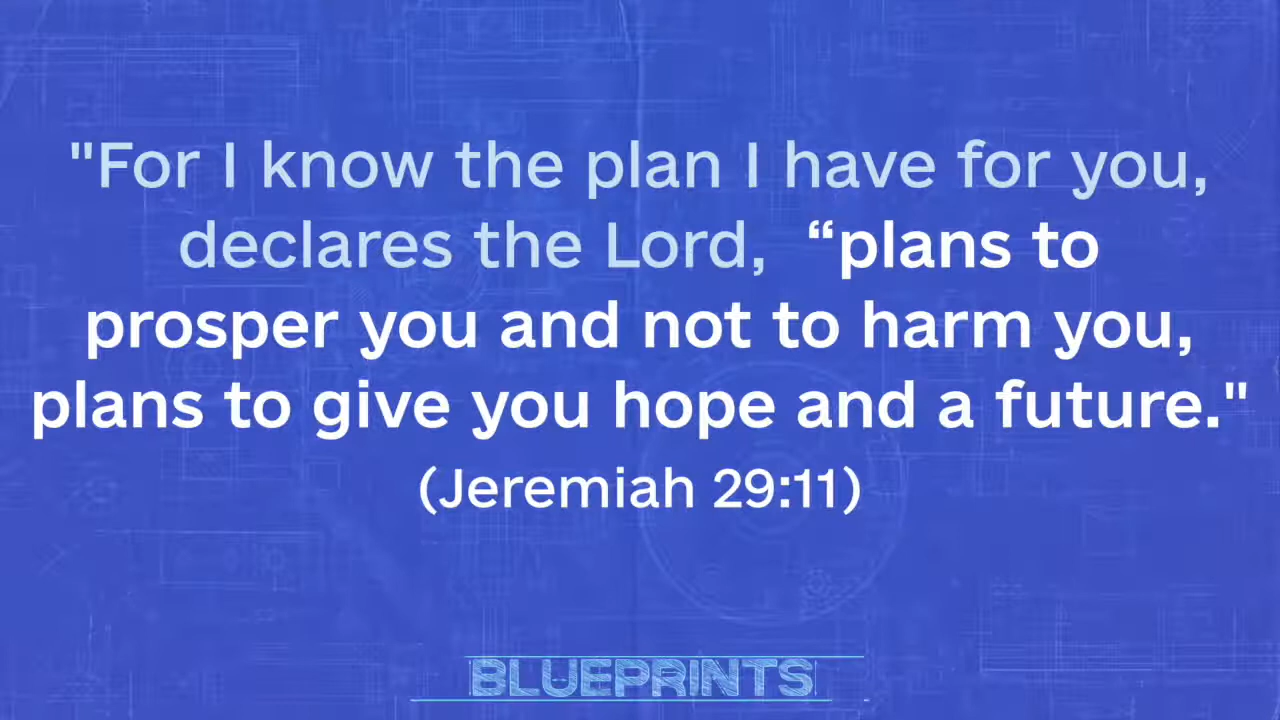 "For I know the plan I have for you,
declares the Lord,  “plans to
prosper you and not to harm you,
plans to give you hope and a future."
(Jeremiah 29:11)
BLUEPRINTS